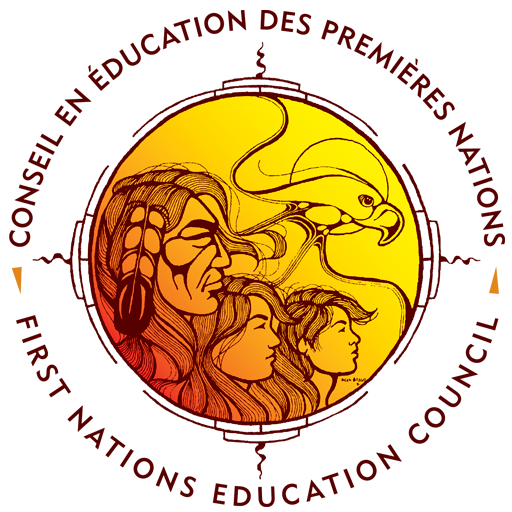 CONSEIL EN ÉDUCATION DES PREMIÈRES NATIONS
FIRST NATIONS EDUCATION COUNCIL